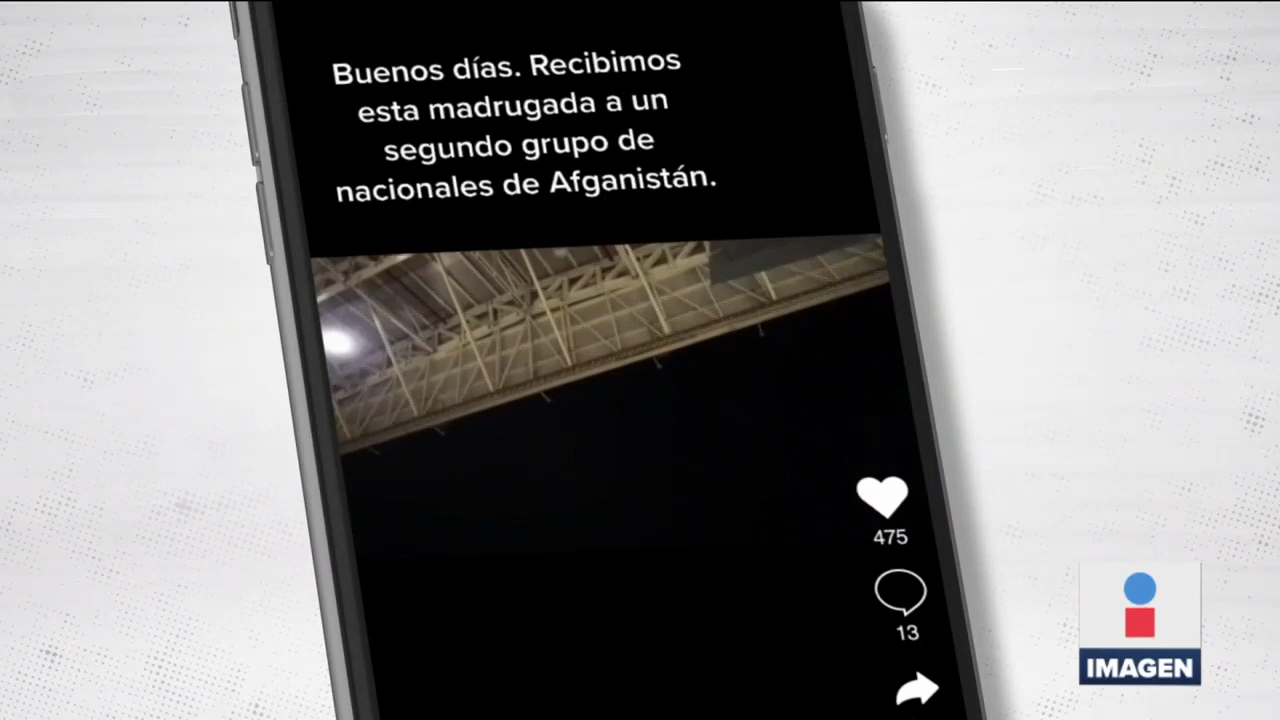 Buenos días. Recibimos
esta madrugada a un
segundo grupo de
nacionales de Afganistán.
475
13
IMAGEN